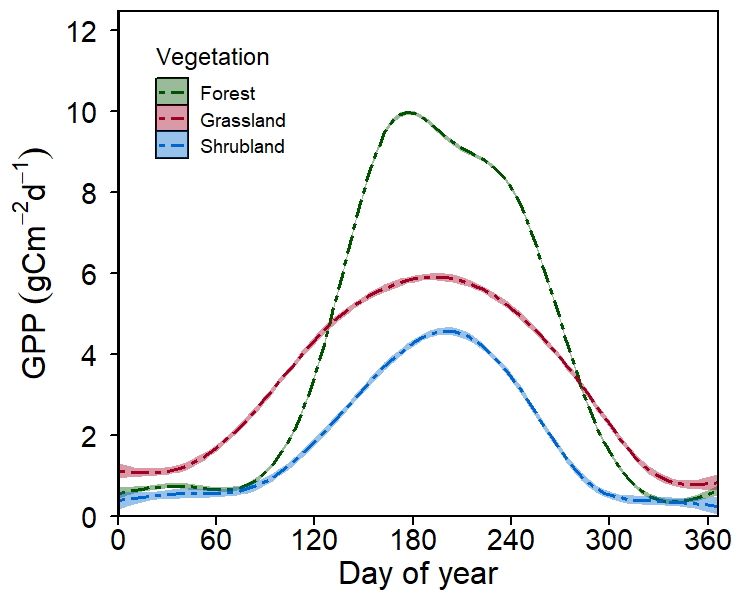 12
10
8
6
4
2
0
GPP (gCm⁻²d⁻¹)
Vegetation
Forest
Grassland
Shrubland
0 60 120 180 240 300 360
Day of year